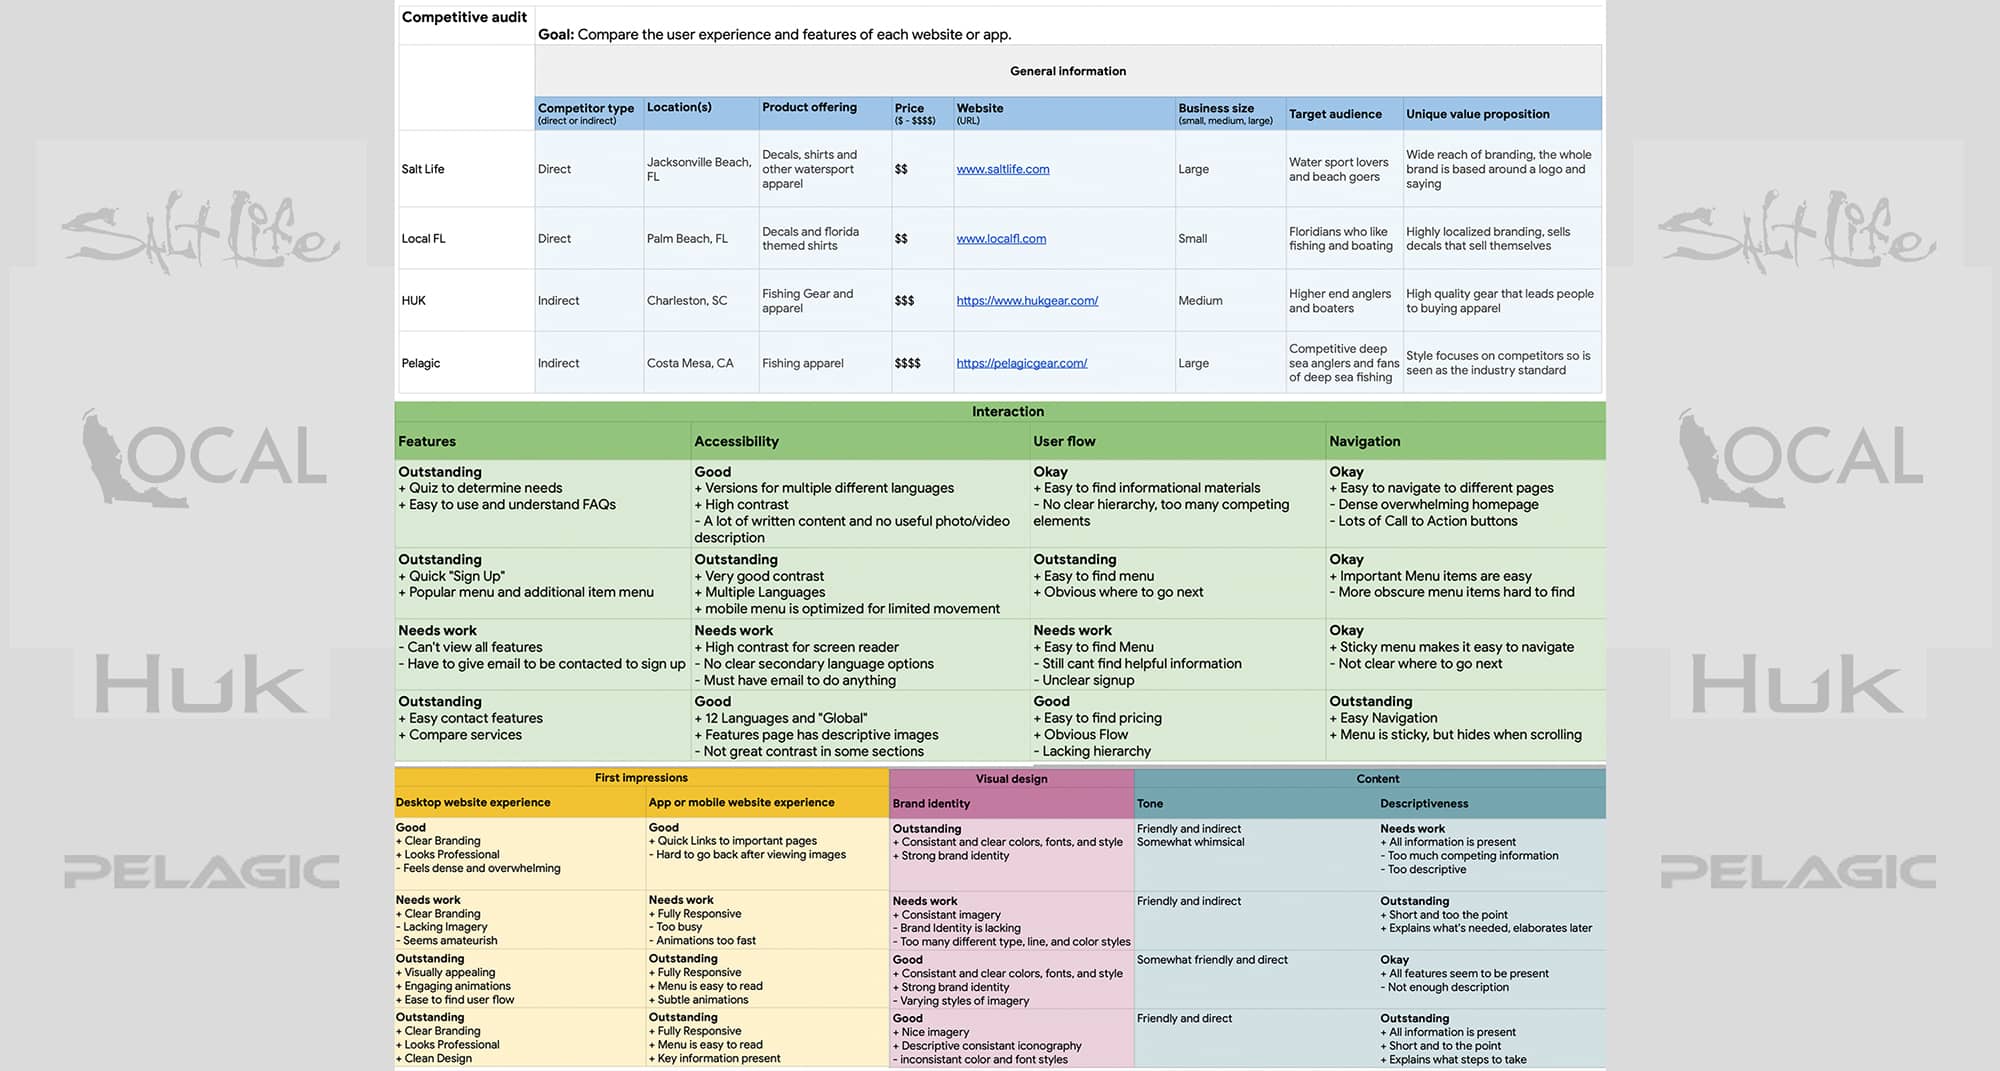 Competitive audit
Goal: Compare the user experience and features of each website or app.
General information
Competitor type
(direct or indirect)
Location(s)
Product offering
Price
($ - $$$$)
Website
(URL)
Business size
(small, medium, large)
Target audience
Unique value proposition
Salt Life
Direct
Jacksonville Beach,
FL
Decals, shirts and
other watersport
apparel
$$
www.saltlife.com
Large
Water sport lovers
and beach goers
Wide reach of branding, the whole
brand is based around a logo and
saying
Local FL
Direct
Palm Beach, FL
Decals and florida
themed shirts
$$
www.localfl.com
Small
Floridians who like
fishing and boating
Highly localized branding, sells
decals that sell themselves
HUK
Indirect
Charleston, SC
Fishing Gear and
apparel
$$$
https://www.hukgear.com/
Medium
Higher end anglers
and boaters
High quality gear that leads people
to buying apparel
Pelagic
Indirect
Costa Mesa, CA
Fishing apparel
$$$$
https://pelagicgear.com/
Large
Competitive deep
sea anglers and fans
of deep sea fishing
Style focuses on competitors so is
seen as the industry standard
Interaction
Features
Accessibility
User flow
Navigation
Outstanding
+ Quiz to determine needs
+ Easy to use and understand FAQs
Good
+ Versions for multiple different languages
+ High contrast
- A lot of written content and no useful photo/video
description
Okay
+ Easy to find informational materials
- No clear hierarchy, too many competing
elements
Okay
+ Easy to navigate to different pages
- Dense overwhelming homepage
- Lots of Call to Action buttons
Outstanding
+ Quick "Sign Up"
+ Popular menu and additional item menu
Outstanding
+ Very good contrast
+ Multiple Languages
+ mobile menu is optimized for limited movement
Outstanding
+ Easy to find menu
+ Obvious where to go next
Okay
+ Important Menu items are easy
- More obscure menu items hard to find
Needs work
- Can't view all features
- Have to give email to be contacted to sign up
Needs work
+ High contrast for screen reader
- No clear secondary language options
- Must have email to do anything
Needs work
+ Easy to find Menu
- Still cant find helpful information
- Unclear signup
Okay
+ Sticky menu makes it easy to navigate
- Not clear where to go next
Outstanding
+ Easy contact features
+ Compare services
Good
+ 12 Languages and "Global"
+ Features page has descriptive images
- Not great contrast in some sections
Good
+ Easy to find pricing
+ Obvious Flow
- Lacking hierarchy
Outstanding
+ Easy Navigation
+ Menu is sticky, but hides when scrolling
First impressions
Visual design
Content
Desktop website experience
App or mobile website experience
Brand identity
Tone
Descriptiveness
Good
+ Clear Branding
+ Looks Professional
- Feels dense and overwhelming
Good
+ Quick Links to important pages
- Hard to go back after viewing images
Outstanding
+ Consistant and clear colors, fonts, and style
+ Strong brand identity
Friendly and indirect
Somewhat whimsical
Needs work
+ All information is present
- Too much competing information
- Too descriptive
Needs work
+ Clear Branding
- Lacking Imagery
- Seems amateurish
Needs work
+ Fully Responsive
- Too busy
- Animations too fast
Needs work
+ Consistant imagery
- Brand Identity is lacking
- Too many different type, line, and color styles
Friendly and indirect
Outstanding
+ Short and too the point
+ Explains what's needed, elaborates later
Outstanding
+ Visually appealing
+ Engaging animations
+ Ease to find user flow
Outstanding
+ Fully Responsive
+ Menu is easy to read
+ Subtle animations
Good
+ Consistant and clear colors, fonts, and style
+ Strong brand identity
- Varying styles of imagery
Somewhat friendly and direct
Okay
+ All features seem to be present
- Not enough description
Outstanding
+ Clear Branding
+ Looks Professional
+ Clean Design
Outstanding
+ Fully Responsive
+ Menu is easy to read
+ Key information present
Good
+ Nice imagery
+ Descriptive consistant iconography
- inconsistant color and font styles
Friendly and direct
Outstanding
+ All information is present
+ Short and to the point
+ Explains what steps to take
Salt Life
LOCAL
HUK
PELAGIC
Salt Life
LOCAL
HUK
PELAGIC